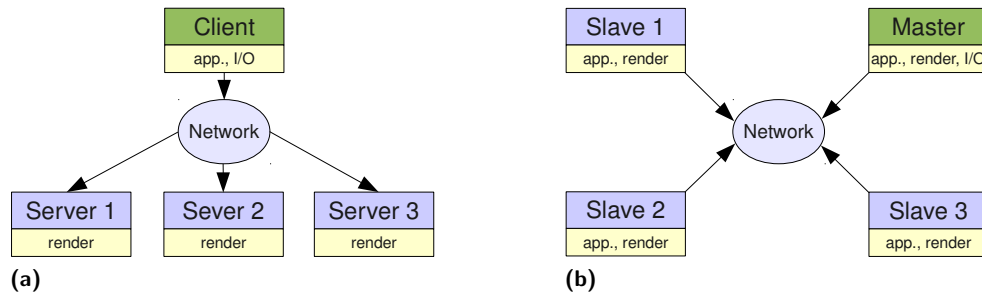 Client
app., I/O
Network
Server 1
render
Sever 2
render
Server 3
render
(a)
Slave 1
app., render
Master
app., render, I/O
Network
Slave 2
app., render
Slave 3
app., render
(b)